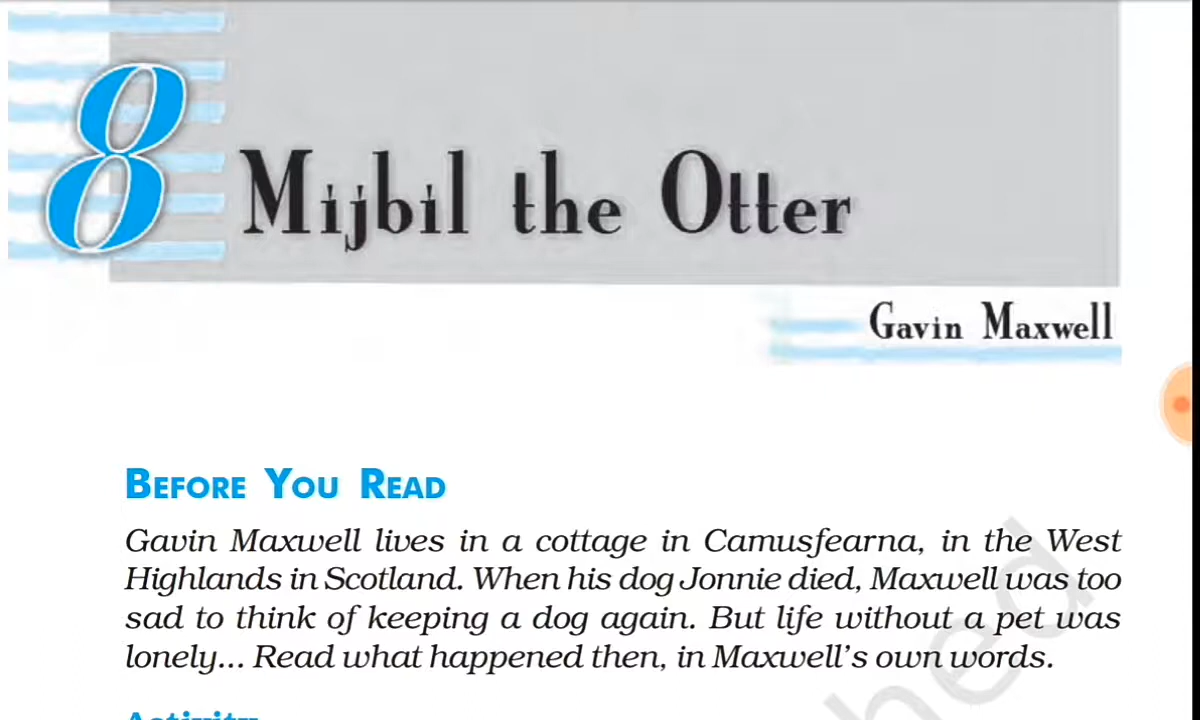 8
Mijbil the Otter
Gavin Maxwell
BEFORE YOU READ
Gavin Maxwell lives in a cottage in Camusfearna, in the West
Highlands in Scotland. When his dog Jonnie died, Maxwell was too
sad to think of keeping a dog again. But life without a pet was
lonely... Read what happened then, in Maxwell's own words.
Activity